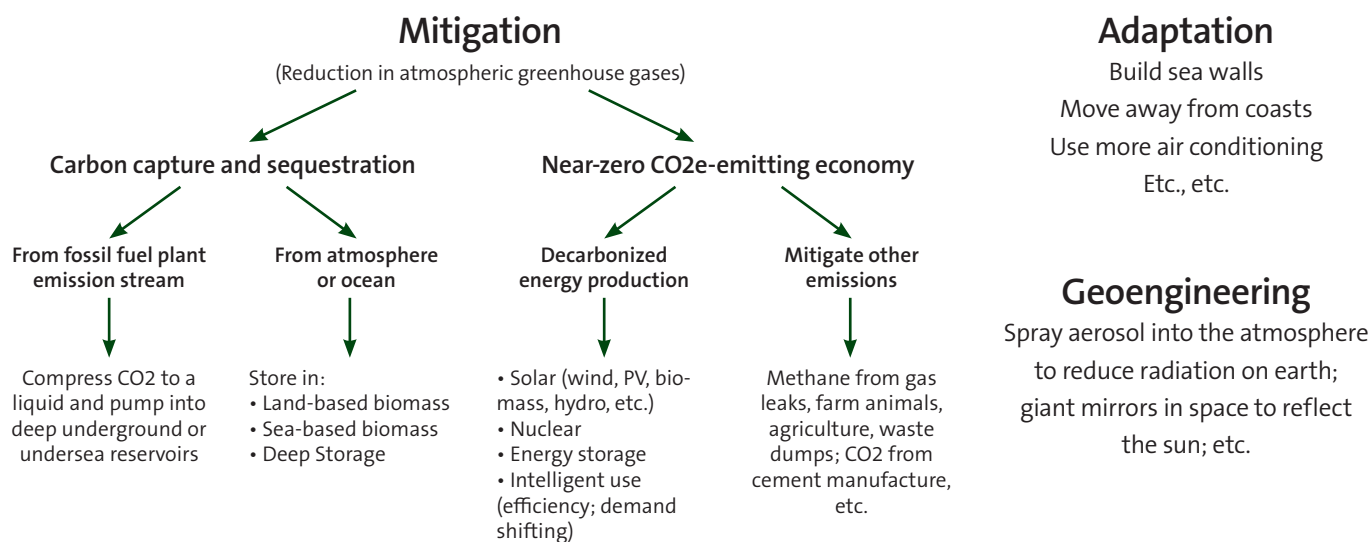 Mitigation
(Reduction in atmospheric greenhouse gases)
Carbon capture and sequestration
Near-zero CO2e-emitting economy
From fossil fuel plant
emission stream
From atmosphere
or ocean
Decarbonized
energy production
Mitigate other
emissions
Compress CO2 to a
liquid and pump into
deep underground or
undersea reservoirs
Store in:
• Land-based biomass
• Sea-based biomass
• Deep Storage
• Solar (wind, PV, bio-
mass, hydro, etc.)
• Nuclear
• Energy storage
• Intelligent use
(efficiency; demand
shifting)
Methane from gas
leaks, farm animals,
agriculture, waste
dumps; CO2 from
cement manufacture,
etc.
Adaptation
Build sea walls
Move away from coasts
Use more air conditioning
Etc., etc.
Geoengineering
Spray aerosol into the atmosphere
to reduce radiation on earth;
giant mirrors in space to reflect
the sun; etc.